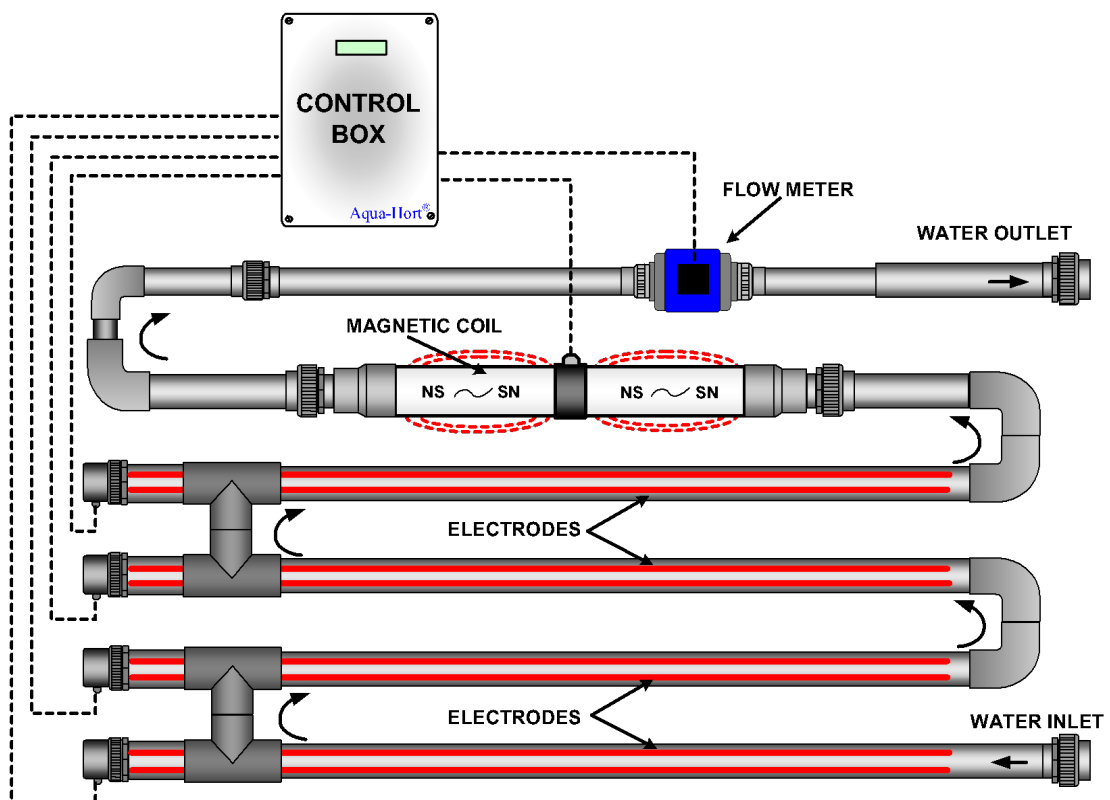 CONTROL
BOX
Aqua-Hort®
FLOW METER
WATER OUTLET
MAGNETIC COIL
NS SN
NS SN
ELECTRODES
ELECTRODES
WATER INLET